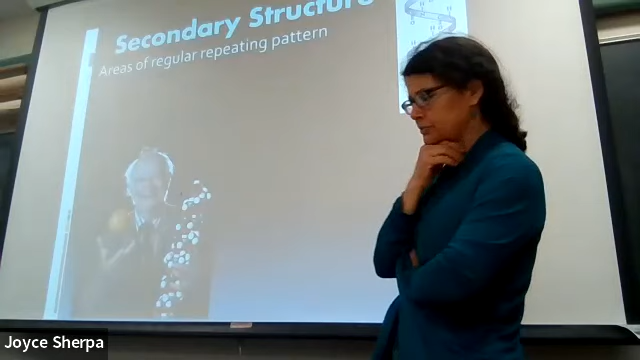 Secondary Structure
Areas of regular repeating pattern
Joyce Sherpa